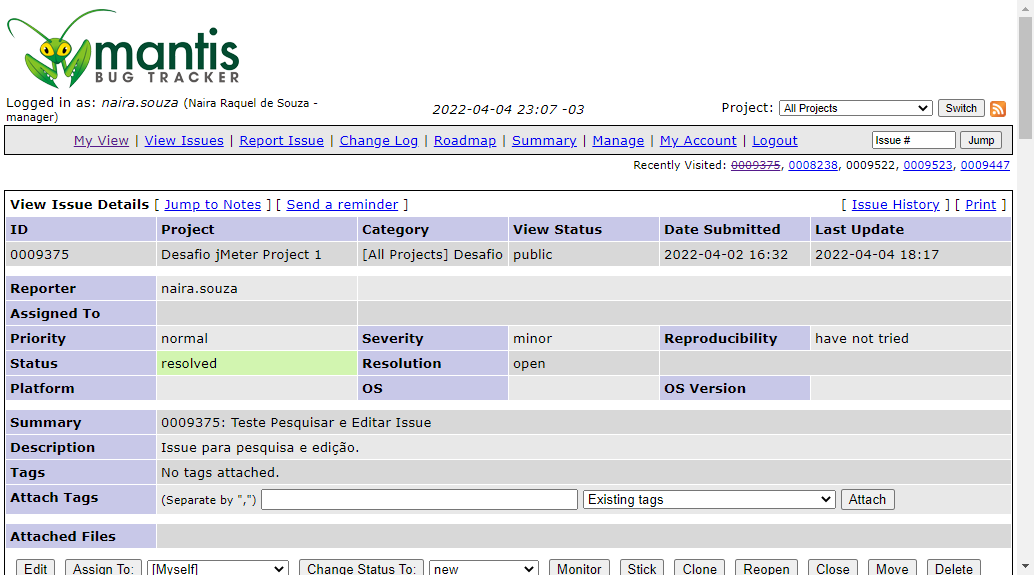 mantis
BUG TRACKER
Logged in as: naira.souza (Naira Raquel de Souza - manager)
2022-04-04 23:07 -03
Project: All Projects Switch
My View | View Issues | Report Issue | Change Log | Roadmap | Summary | Manage | My Account | Logout Issue # Jump
Recently Visited: 0009375, 0008238, 0009522, 0009523, 0009447
View Issue Details [ Jump to Notes ] [ Send a reminder ] [ Issue History ] [ Print ]
ID Project Category View Status Date Submitted Last Update
0009375 Desafio jMeter Project 1 [All Projects] Desafio public 2022-04-02 16:32 2022-04-04 18:17
Reporter naira.souza
Assigned To
Priority normal Severity minor Reproducibility have not tried
Status resolved Resolution open
Platform OS OS Version
Summary 0009375: Teste Pesquisar e Editar Issue
Description Issue para pesquisa e edição.
Tags No tags attached.
Attach Tags (Separate by ",") Existing tags Attach
Attached Files
Edit Assign To: [Myself] Change Status To: new Monitor Stick Clone Reopen Close Move Delete